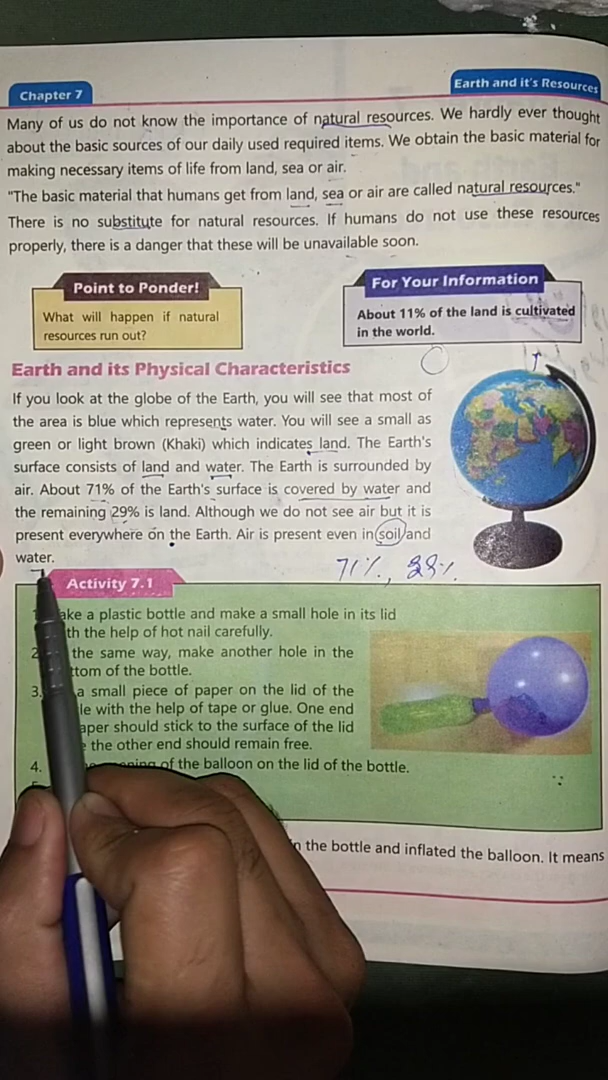 Chapter 7
Earth and it's Resources
Many of us do not know the importance of natural resources. We hardly ever thought
about the basic sources of our daily used required items. We obtain the basic material for
making necessary items of life from land, sea or air.
"The basic material that humans get from land, sea or air are called natural resources."
There is no substitute for natural resources. If humans do not use these resources
properly, there is a danger that these will be unavailable soon.
Point to Ponder!
What will happen if natural
resources run out?
For Your Information
About 11% of the land is cultivated
in the world.
Earth and its Physical Characteristics
If you look at the globe of the Earth, you will see that most of
the area is blue which represents water. You will see a small as
green or light brown (Khaki) which indicates land. The Earth's
surface consists of land and water. The Earth is surrounded by
air. About 71% of the Earth's surface is covered by water and
the remaining 29% is land. Although we do not see air but it is
present everywhere on the Earth. Air is present even in soil and
water.
71%,
Activity 7.1
ake a plastic bottle and make a small hole in its lid
th the help of hot nail carefully.
2 the same way, make another hole in the
ttom of the bottle.
3. a small piece of paper on the lid of the
le with the help of tape or glue. One end
aper should stick to the surface of the lid
the other end should remain free.
4. of the balloon on the lid of the bottle.
the bottle and inflated the balloon. It means